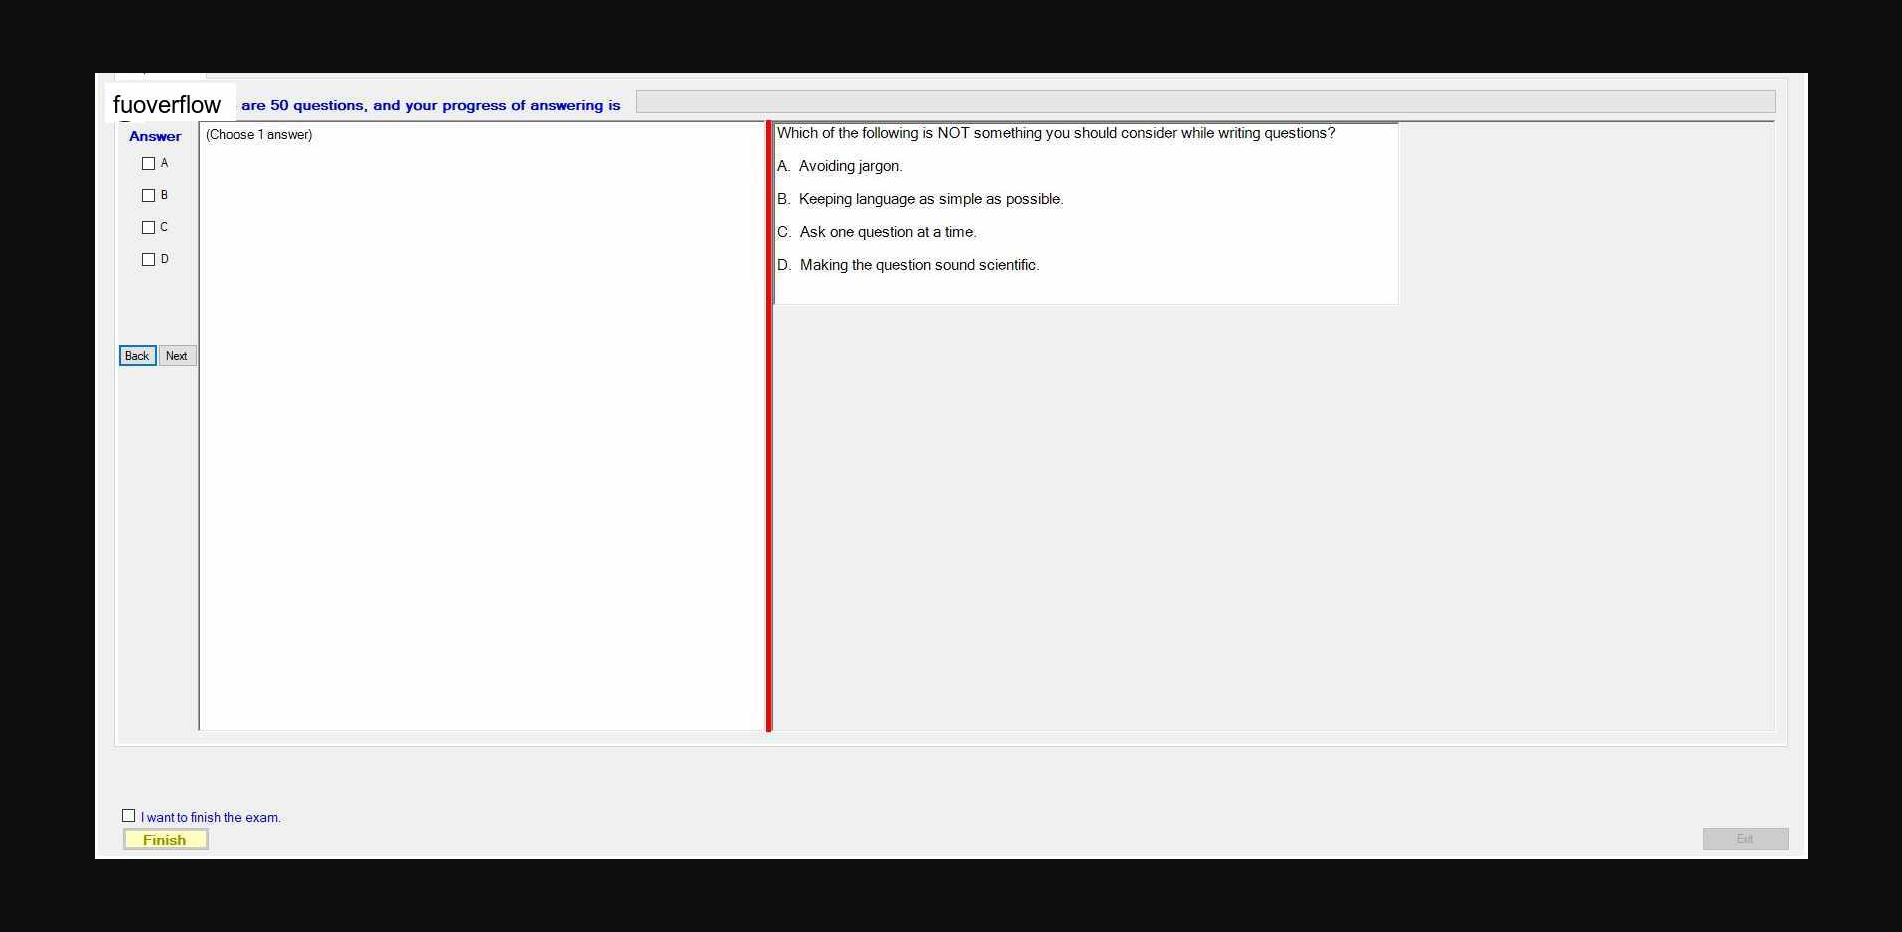 fuoverflow are 50 questions, and your progress of answering is
Answer
(Choose 1 answer)
A
B
C
D
Back Next
Which of the following is NOT something you should consider while writing questions?
A. Avoiding jargon.
B. Keeping language as simple as possible.
C. Ask one question at a time.
D. Making the question sound scientific.
I want to finish the exam.
Finish
Exit